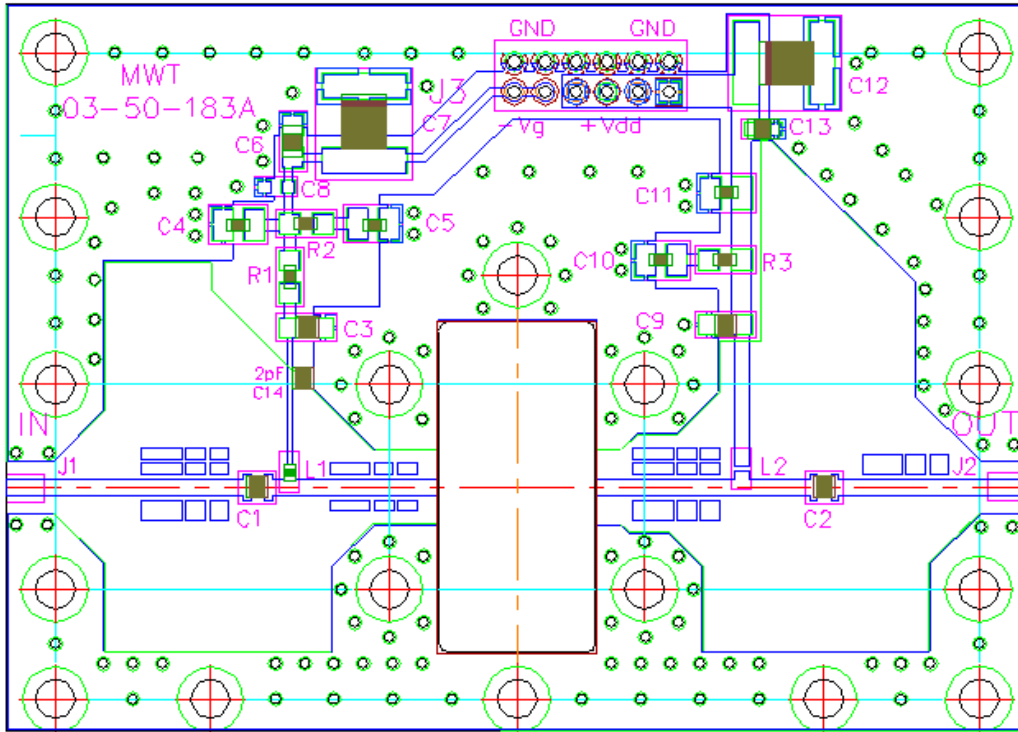 GND GND
MWT
03-50-183A
J3
C7
C12
-Vg +Vdd
C13
C6
C8
C11
C4
C5
R2
R1
C10
R3
C3
C9
2pF
C14
IN
OUT
J1
L1
L2
J2
C1
C2